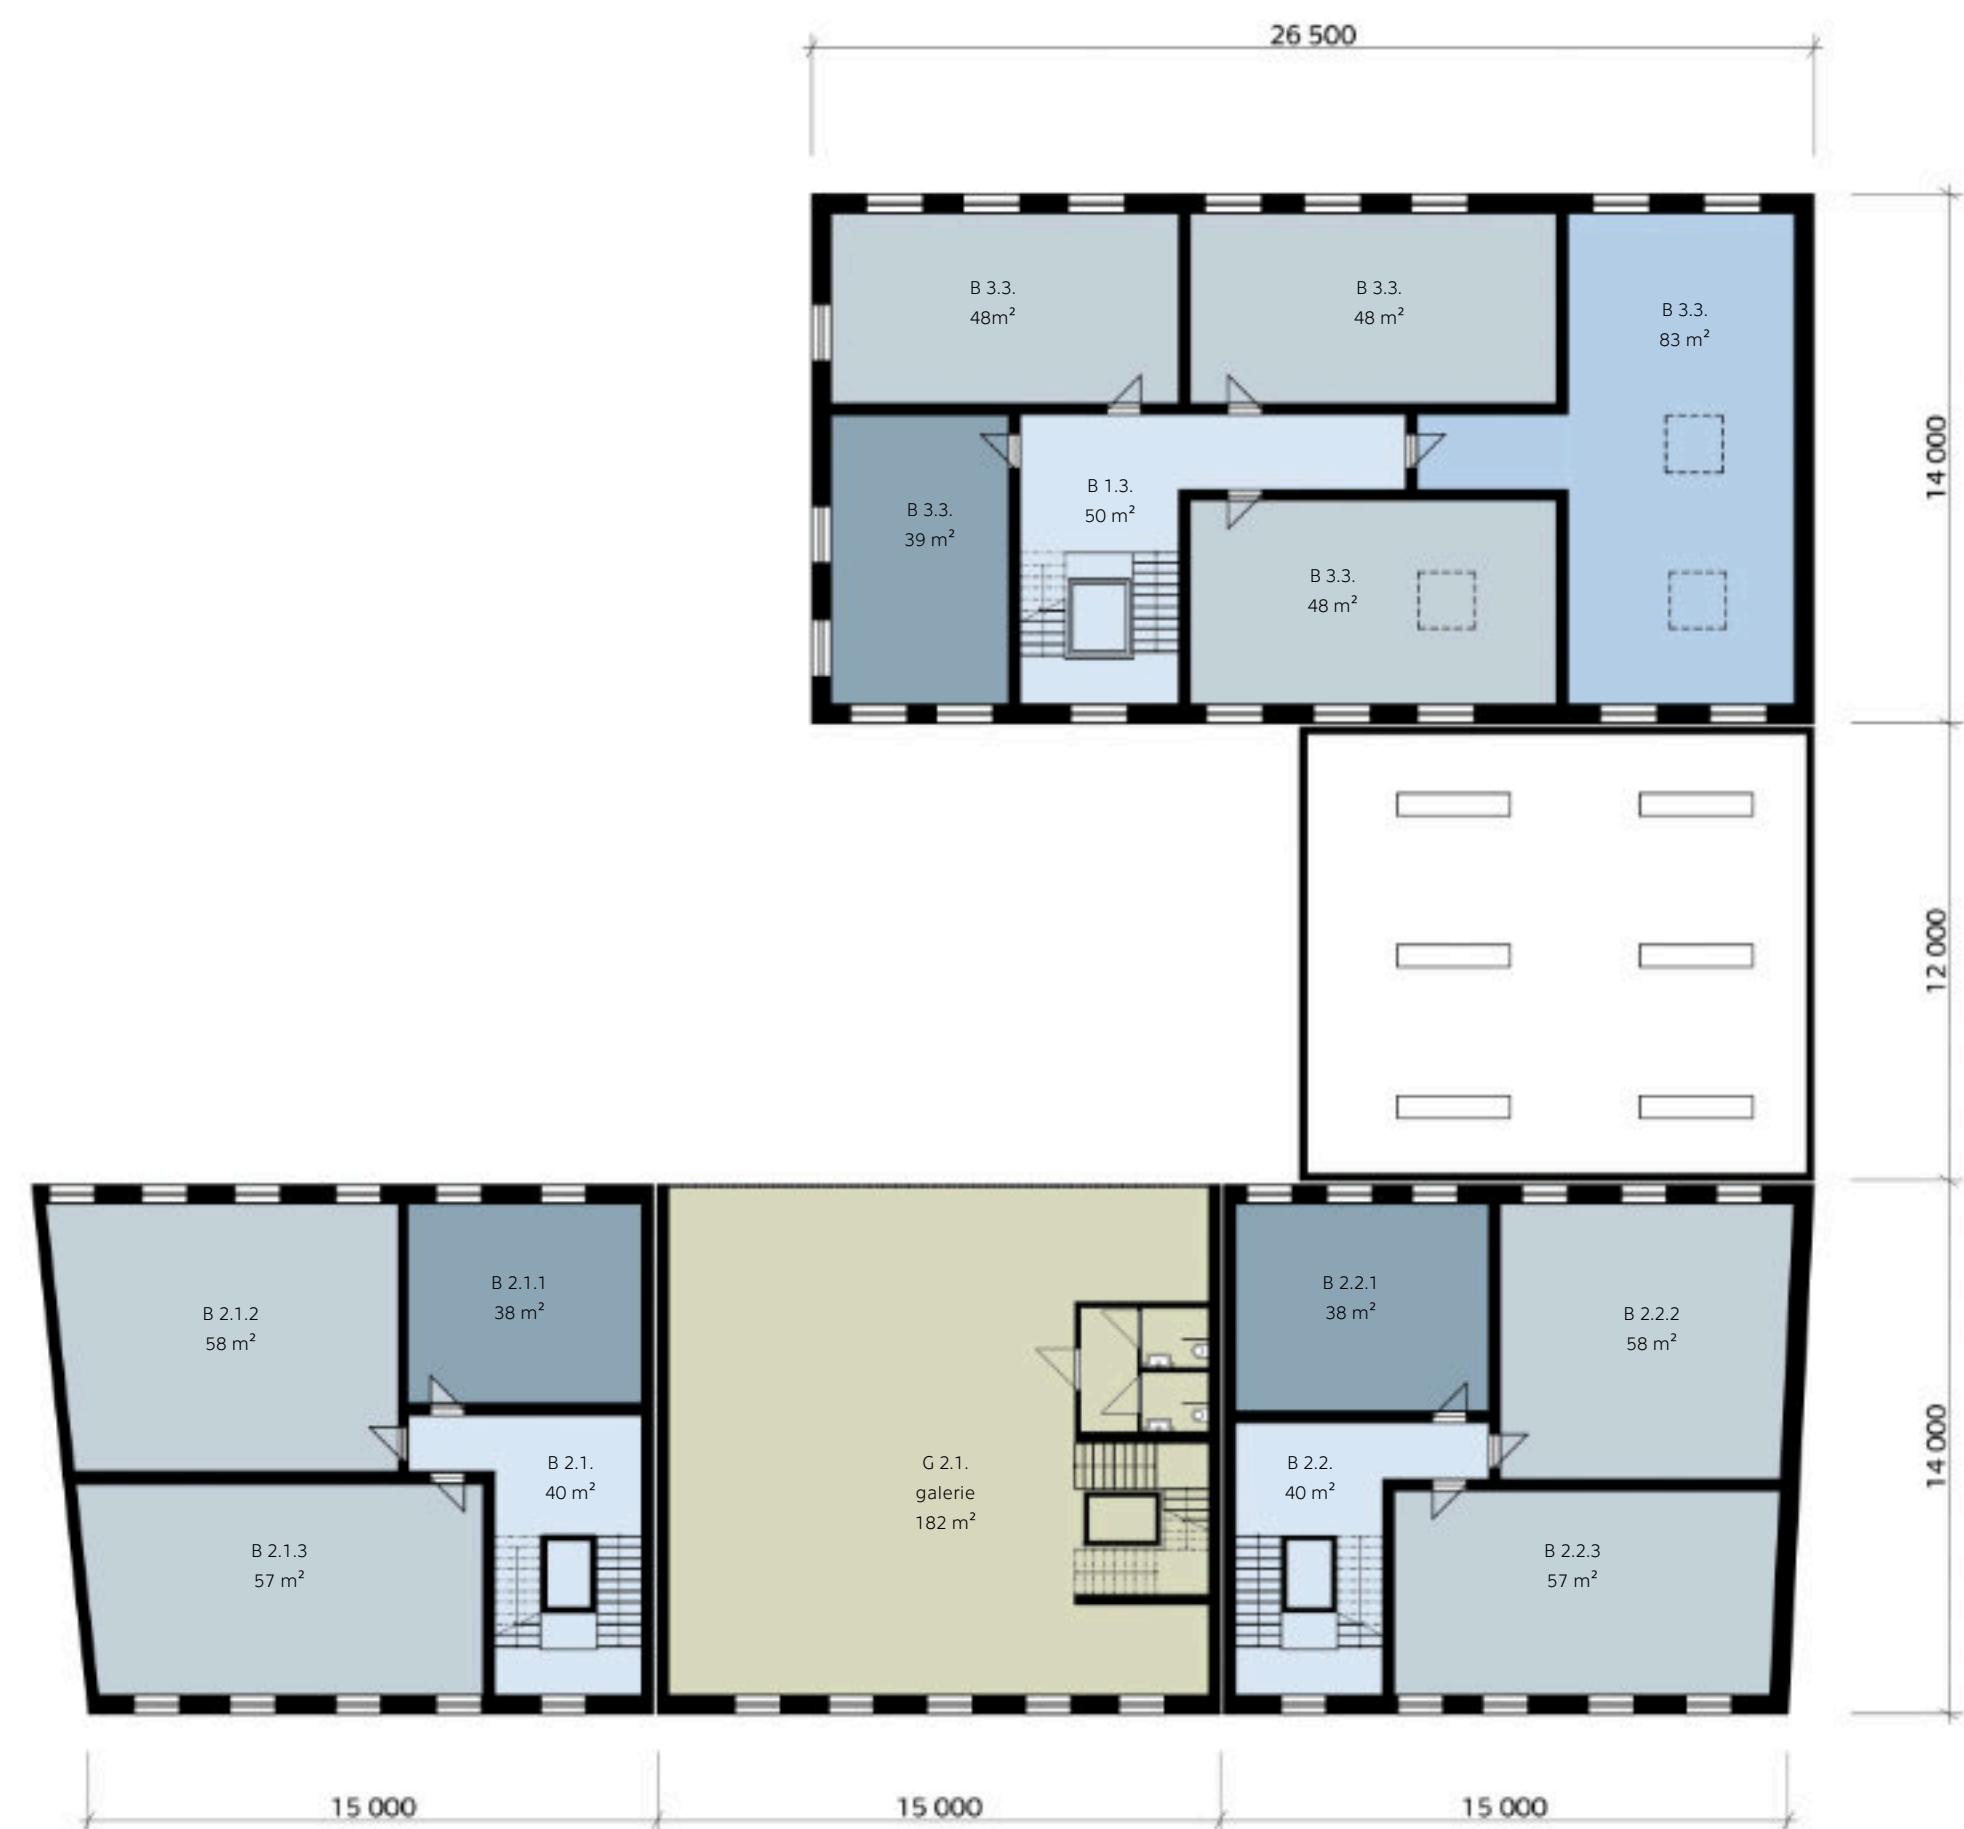 26 500
B 3.3.
48m²
B 3.3.
48 m²
B 3.3.
83 m²
14 000
B 3.3.
39 m²
B 1.3.
50 m²
B 3.3.
48 m²
12 000
B 2.1.2
58 m²
B 2.1.1
38 m²
B 2.2.1
38 m²
B 2.2.2
58 m²
B 2.1.
40 m²
G 2.1.
galerie
182 m²
B 2.2.
40 m²
14 000
B 2.1.3
57 m²
B 2.2.3
57 m²
15 000
15 000
15 000